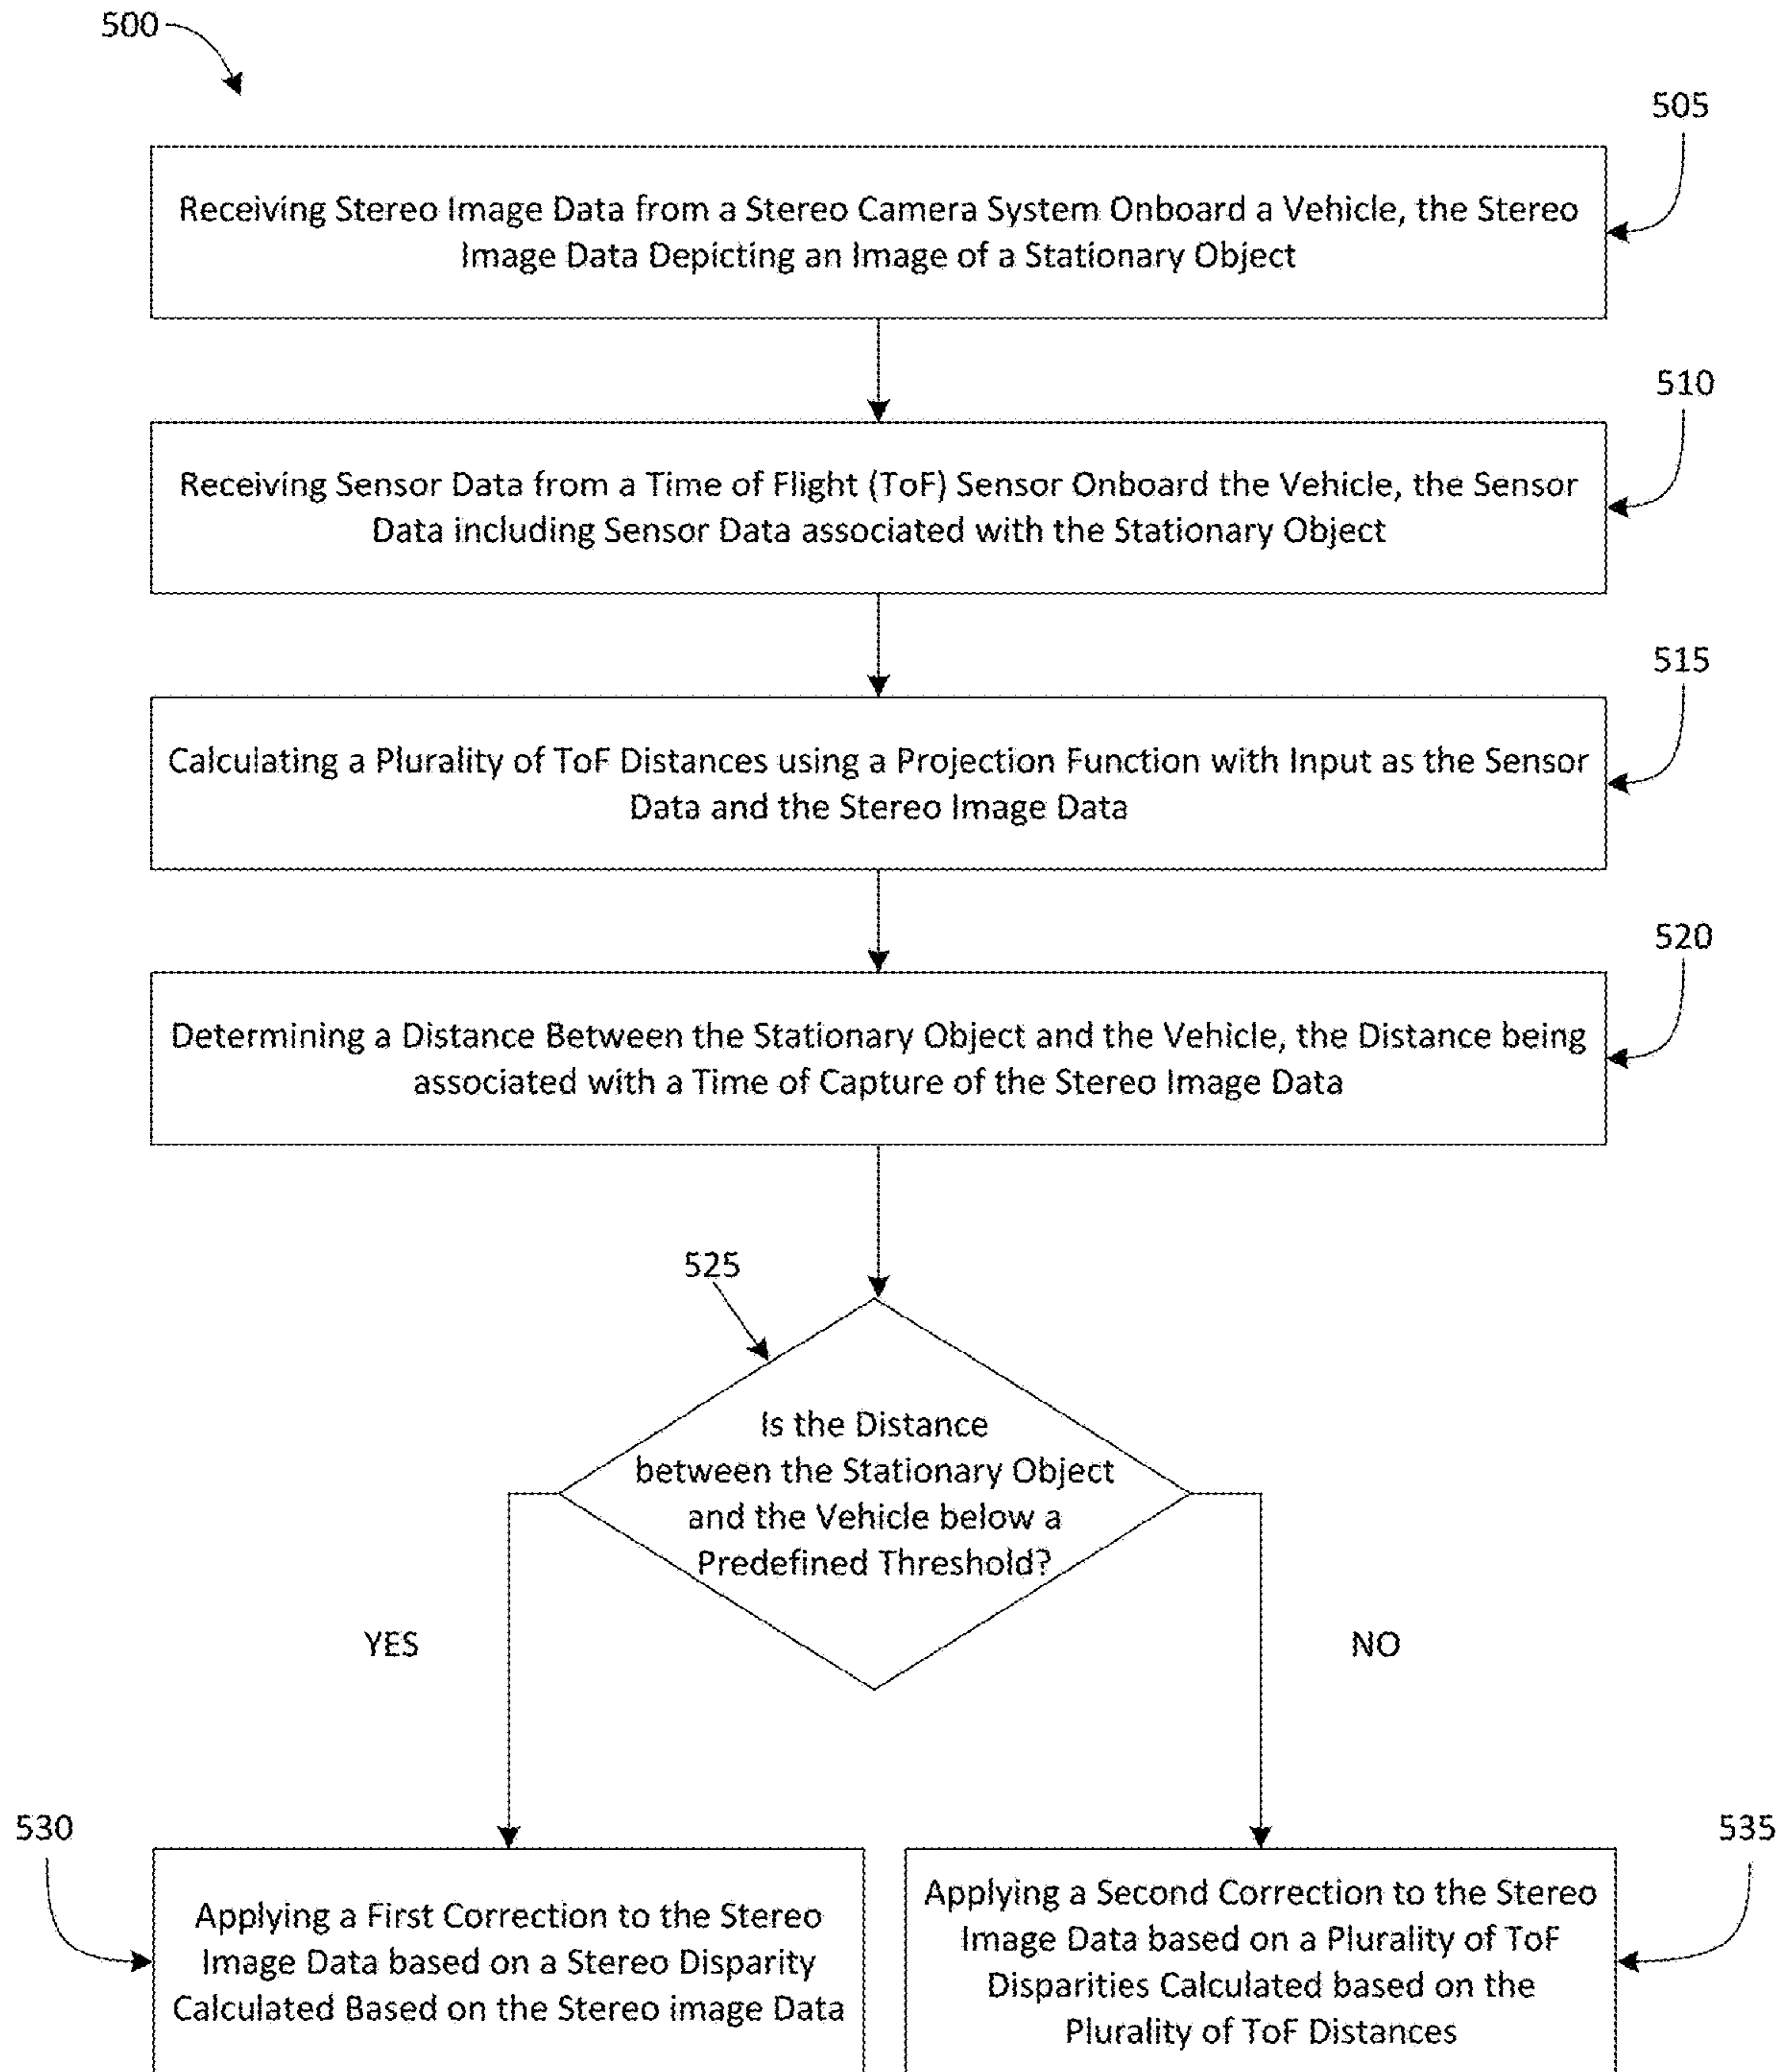 500
505
Receiving Stereo Image Data from a Stereo Camera System Onboard a Vehicle, the Stereo
Image Data Depicting an Image of a Stationary Object
510
Receiving Sensor Data from a Time of Flight (ToF) Sensor Onboard the Vehicle, the Sensor
Data including Sensor Data associated with the Stationary Object
515
Calculating a Plurality of ToF Distances using a Projection Function with Input as the Sensor
Data and the Stereo Image Data
520
Determining a Distance Between the Stationary Object and the Vehicle, the Distance being
associated with a Time of Capture of the Stereo Image Data
525
Is the Distance
between the Stationary Object
and the Vehicle below a
Predefined Threshold?
YES
NO
530
Applying a First Correction to the Stereo
Image Data based on a Stereo Disparity
Calculated Based on the Stereo image Data
535
Applying a Second Correction to the Stereo
Image Data based on a Plurality of ToF
Disparities Calculated based on the
Plurality of ToF Distances